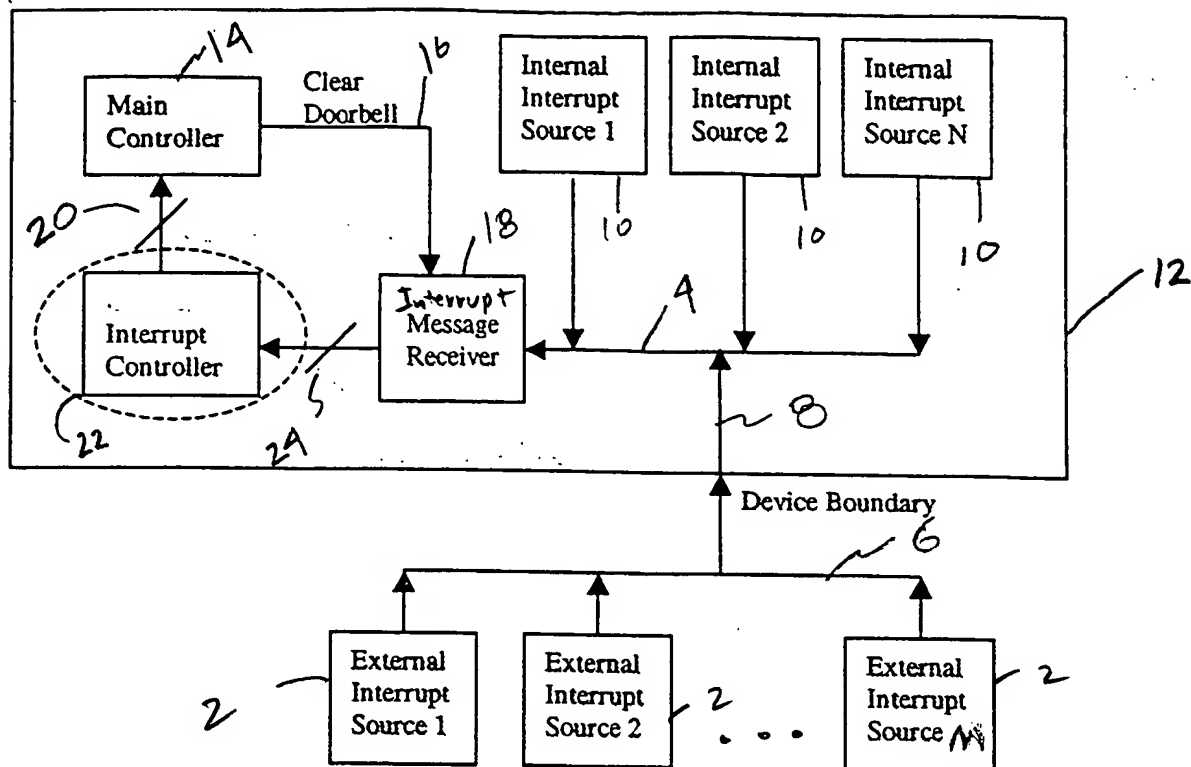 14
Main
Controller
Clear
Doorbell
16
Internal
Interrupt
Source 1
10
Internal
Interrupt
Source 2
10
Internal
Interrupt
Source N
10
20
18
Interrupt
Message
Receiver
4
12
Interrupt
Controller
22
24
8
Device Boundary
6
External
Interrupt
Source 1
2
External
Interrupt
Source 2
2
...
External
Interrupt
Source M
2